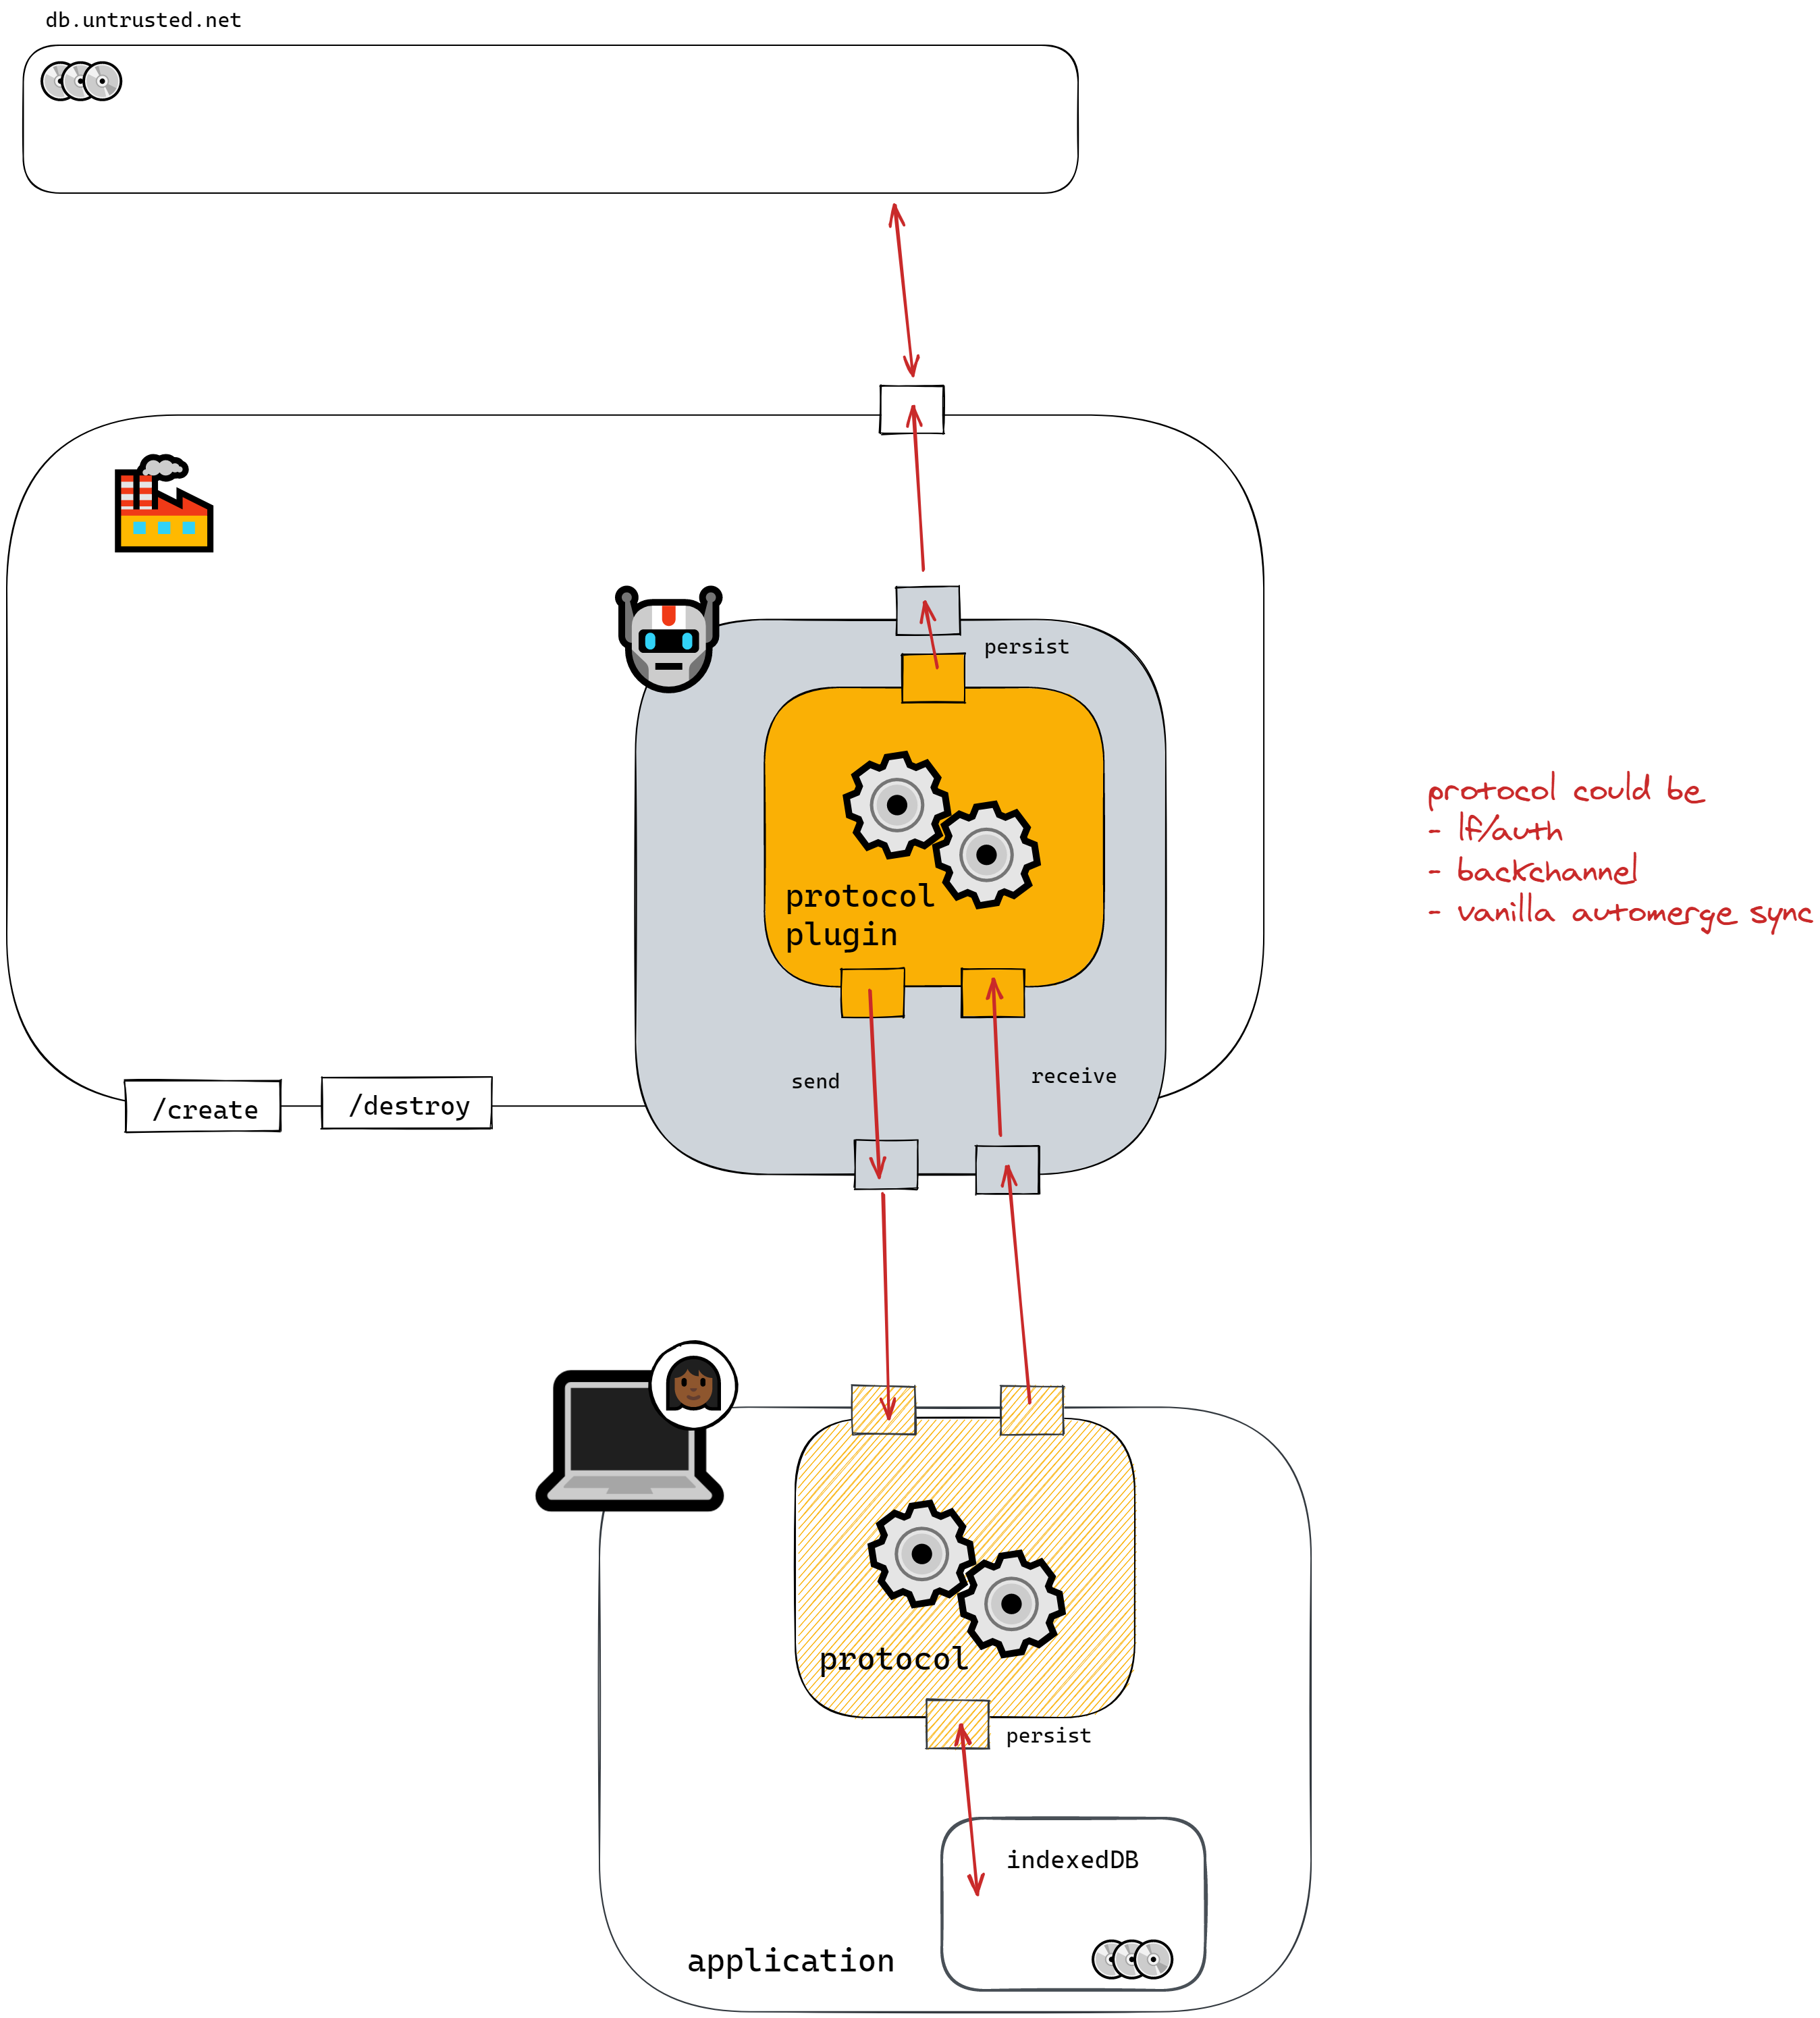 db.untrusted.net
persist
protocol could be
- lf/auth
- backchannel
- vanilla automerge sync
protocol
plugin
send
receive
/create
/destroy
protocol
persist
indexedDB
application